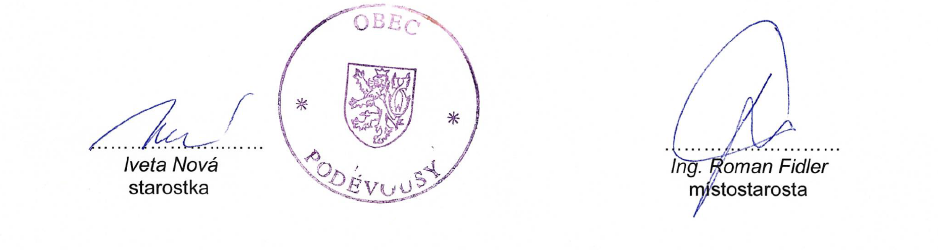 OBEC
PODĚVOUSY
Iveta Nová
starostka
Ing. Roman Fidler
místostarosta